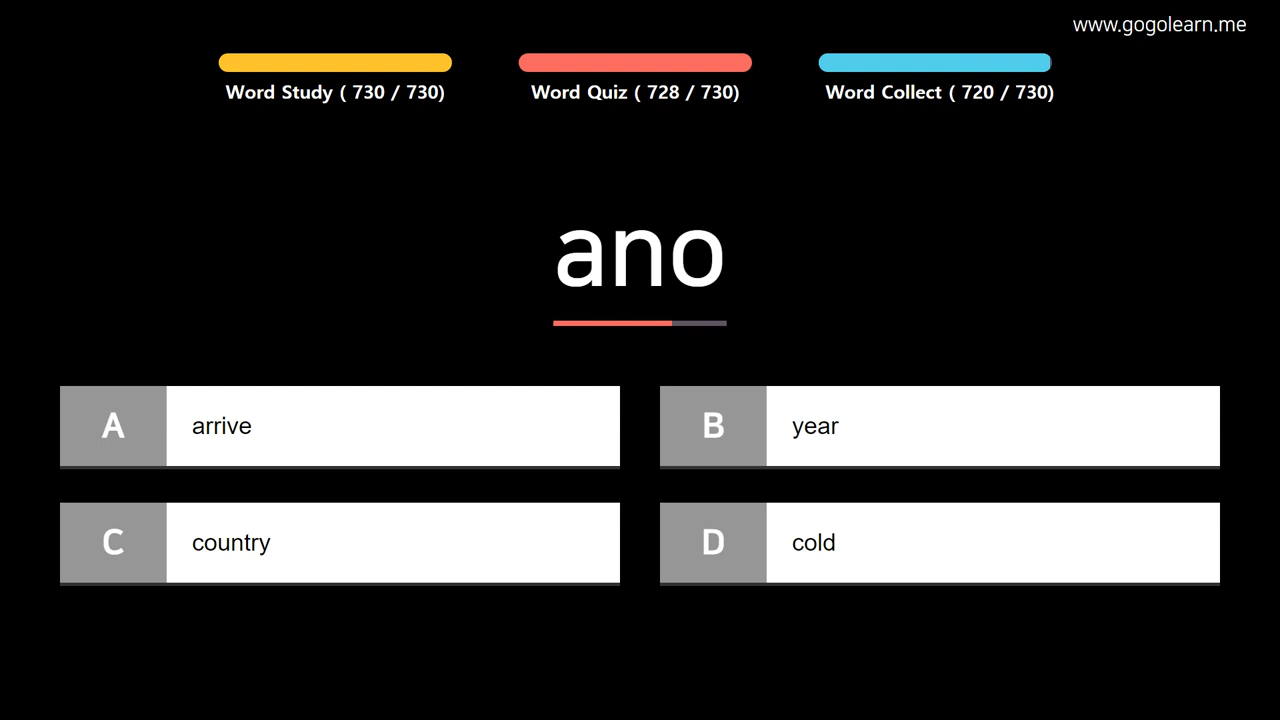 www.gogolearn.me
Word Study ( 730 / 730)
Word Quiz ( 728 / 730)
Word Collect ( 720 / 730)
ano
A arrive
B year
C country
D cold